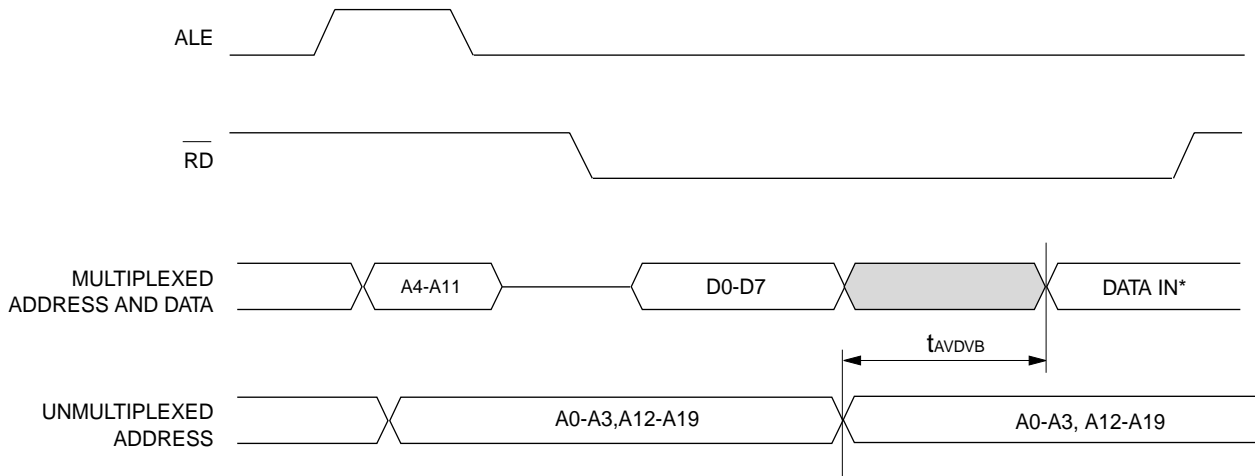 ALE
RD
MULTIPLEXED
ADDRESS AND DATA
A4-A11
D0-D7
DATA IN*
tAVDVB
UNMULTIPLEXED
ADDRESS
A0-A3,A12-A19
A0-A3, A12-A19